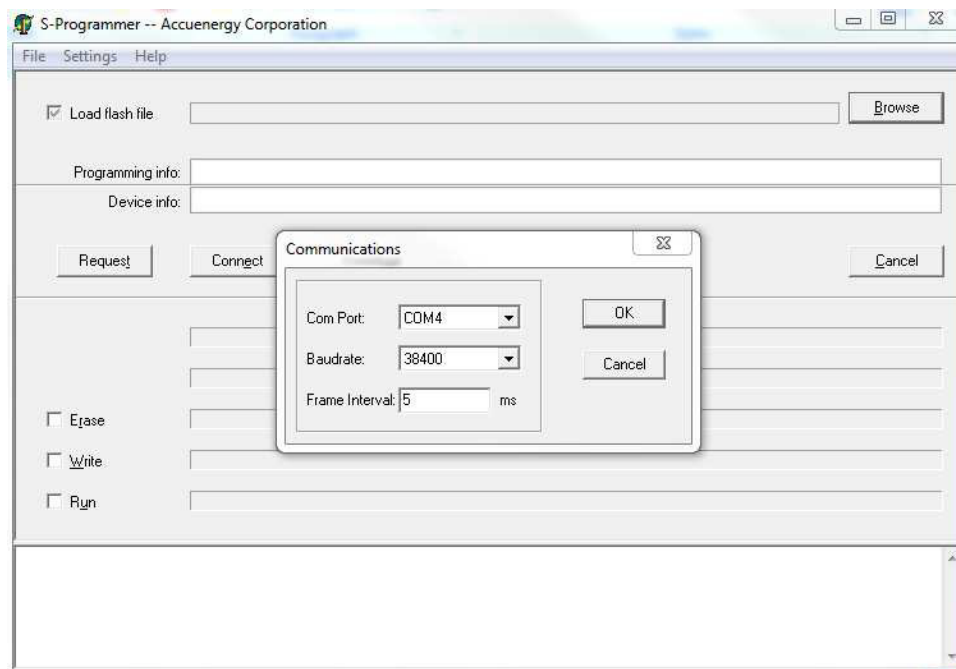 S-Programmer -- Accuenergy Corporation
File Settings Help
Load flash file
Browse
Programming info:
Device info:
Request
Connect
Cancel
Communications
Com Port: COM4
OK
Baudrate: 38400
Cancel
Frame Interval: 5 ms
Erase
Write
Run